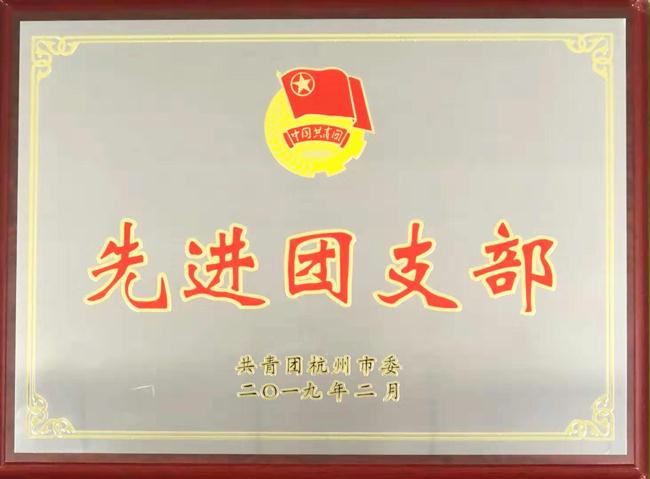 中国共青团
先进团支部
共青团杭州市委
二〇一九年二月